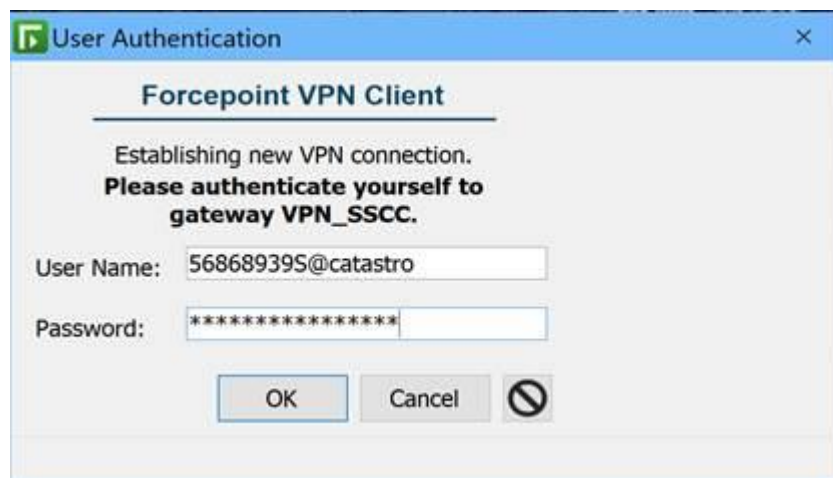 User Authentication
Forcepoint VPN Client
Establishing new VPN connection.
Please authenticate yourself to
gateway VPN_SSCC.
User Name: 56868939S@catastro
Password: ****************
OK Cancel